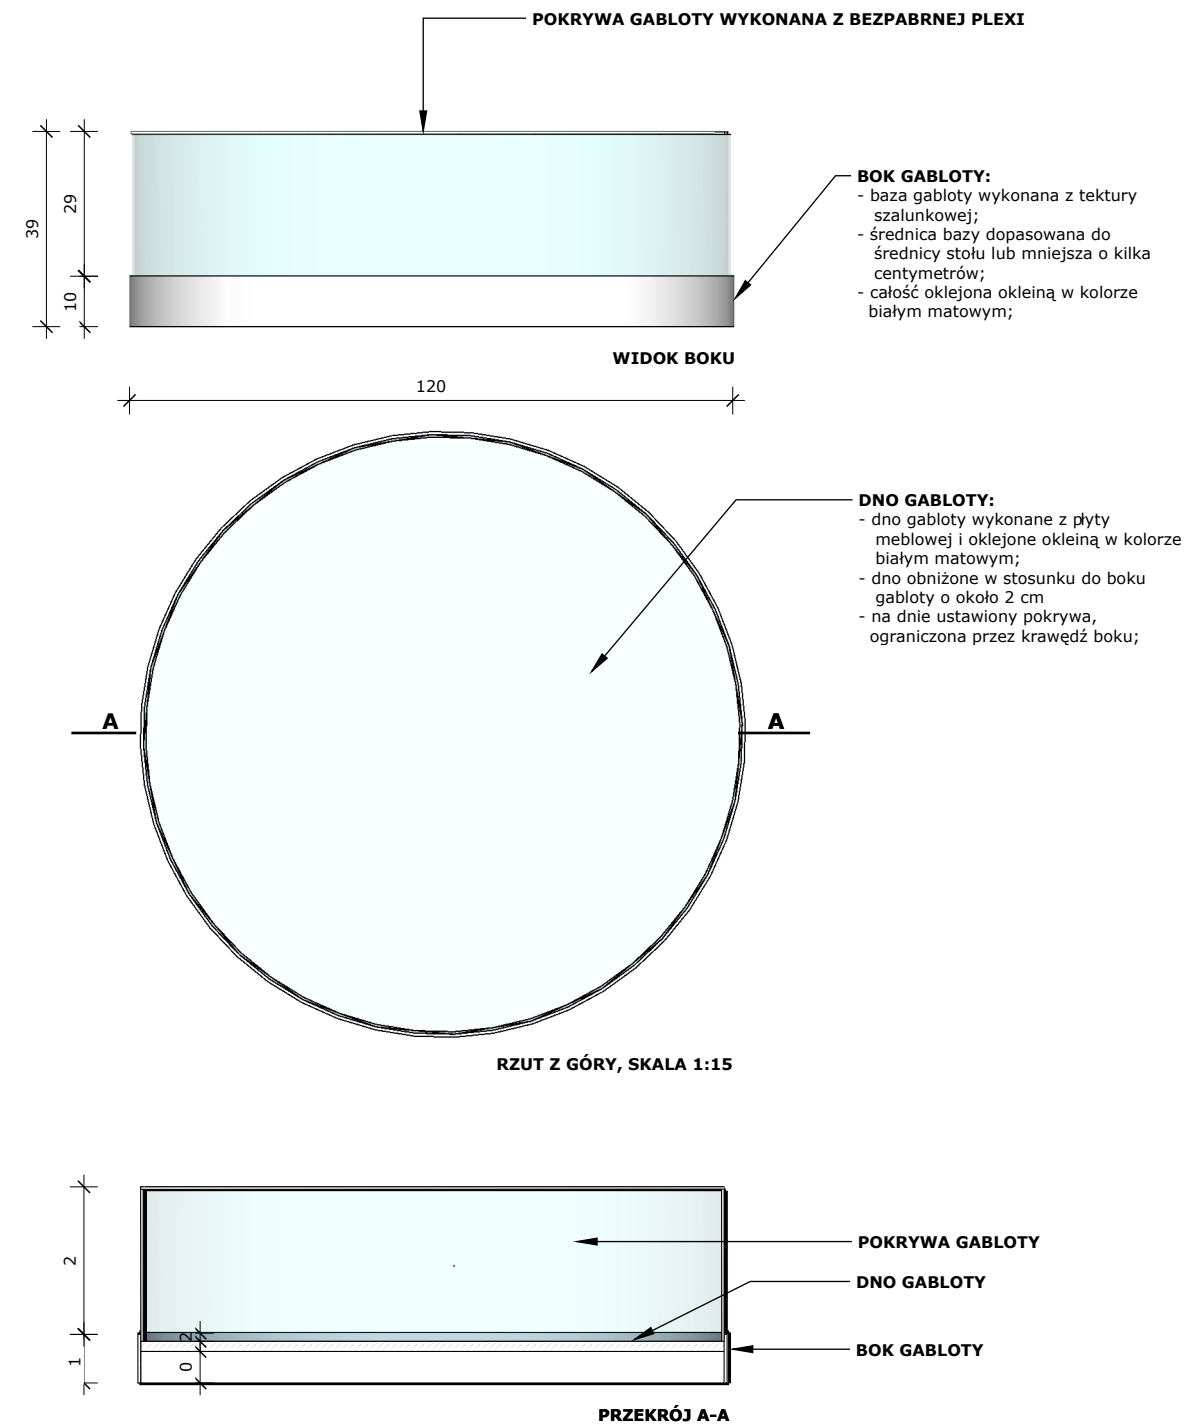 POKRYWA GABLOTY WYKONANA Z BEZPABRNEJ PLEXI
39
29
10
BOK GABLOTY:
- baza gabloty wykonana z tektury
szalunkowej;
- średnica bazy dopasowana do
średnicy stołu lub mniejsza o kilka
centymetrów;
- całość oklejona okleiną w kolorze
białym matowym;
WIDOK BOKU
120
DNO GABLOTY:
- dno gabloty wykonane z płyty
meblowej i oklejone okleiną w kolorze
białym matowym;
- dno obniżone w stosunku do boku
gabloty o około 2 cm
- na dnie ustawiony pokrywa,
ograniczona przez krawędź boku;
A
A
RZUT Z GÓRY, SKALA 1:15
2
POKRYWA GABLOTY
DNO GABLOTY
2
1
0
BOK GABLOTY
PRZEKRÓJ A-A